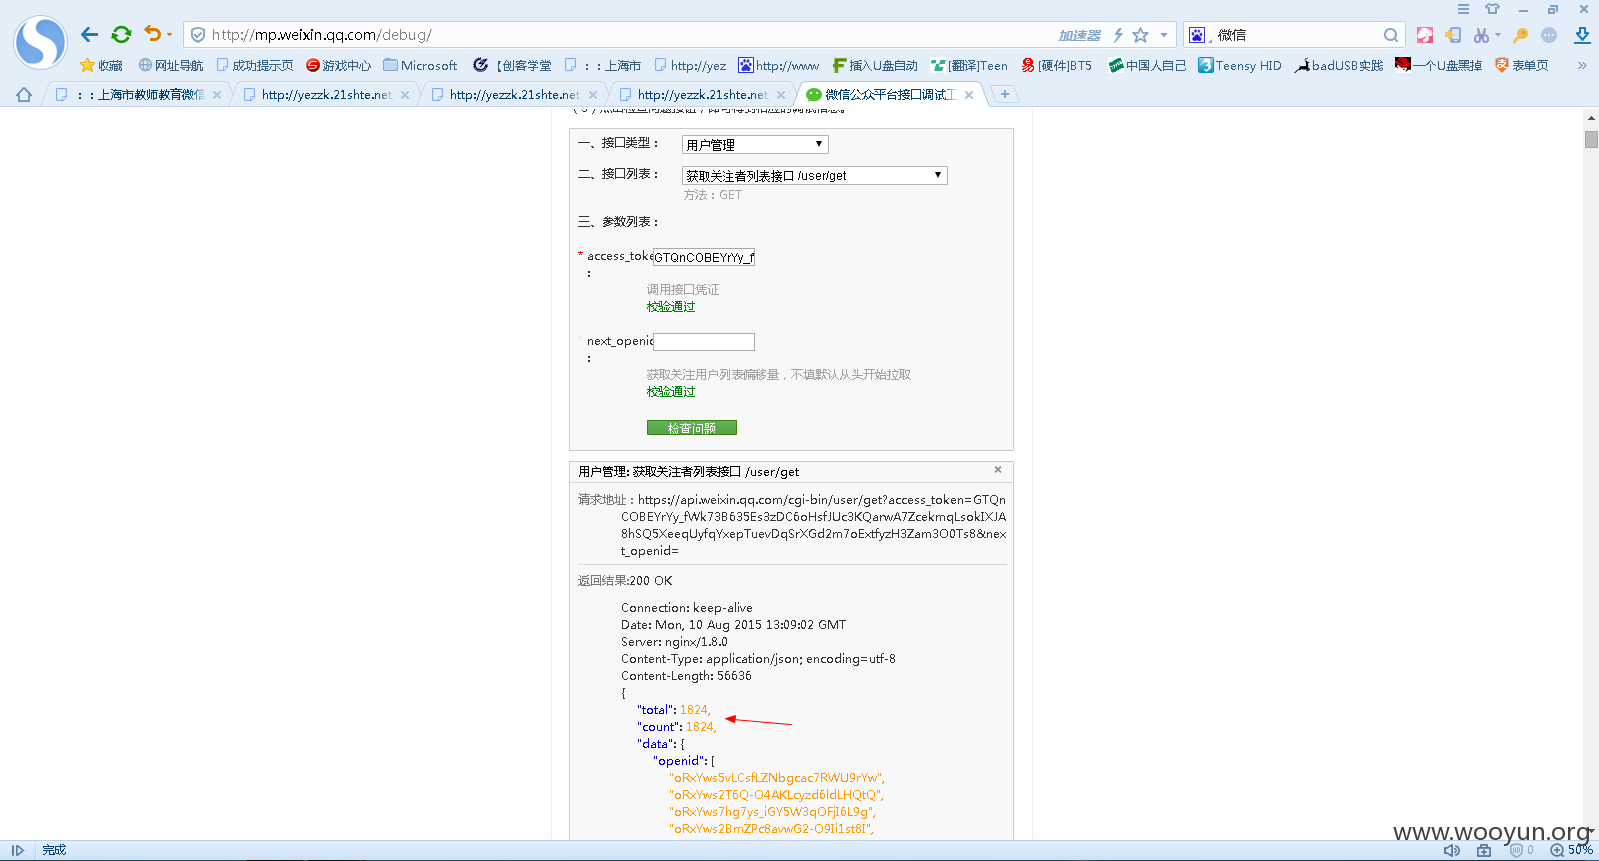 http://mp.weixin.qq.com/debug/
加速器
微信
收藏
网址导航
成功提示页
游戏中心
Microsoft
【创客学堂
：：上海市
http://yez
http://www
插入U盘自动
[翻译]Teen
[硬件]BT5
中国人自己
Teensy HID
badUSB实践
一个U盘黑掉
表单页
»
：：上海市教师教育微信
http://yezzk.21shte.net
http://yezzk.21shte.net
http://yezzk.21shte.net
微信公众平台接口调试工
一、接口类型：
用户管理
二、接口列表：
获取关注者列表接口 /user/get
方法：GET
三、参数列表：
* access_toke
GTQnCOBEYrYy_f
：
调用接口凭证
校验通过
next_openid
：
获取关注用户列表偏移量，不填默认从头开始拉取
校验通过
检查问题
用户管理: 获取关注者列表接口 /user/get
请求地址：https://api.weixin.qq.com/cgi-bin/user/get?access_token=GTQn
COBEYrYy_fWk73B635Es3zDC6oHsfJUc3KQarwA7ZcekmqLsokIXJA
8hSQ5XeeqUyfqYxepTuevDqSrXGd2m7oExtfyzH3Zam3O0Ts8&nex
t_openid=
返回结果:200 OK
Connection: keep-alive
Date: Mon, 10 Aug 2015 13:09:02 GMT
Server: nginx/1.8.0
Content-Type: application/json; encoding=utf-8
Content-Length: 56636
{
"total": 1824,
"count": 1824,
"data": {
"openid": [
"oRxYws5vLCsfLZNbgcac7RWU9rYw",
"oRxYws2T6Q-O4AKLcyzd6ldLHQtQ",
"oRxYws7hg7ys_iGY5W3qOFjI6L9g",
"oRxYws2BmZPc8avwG2-O9Ii1st8I",
www.wooyun.org
完成
0
50%